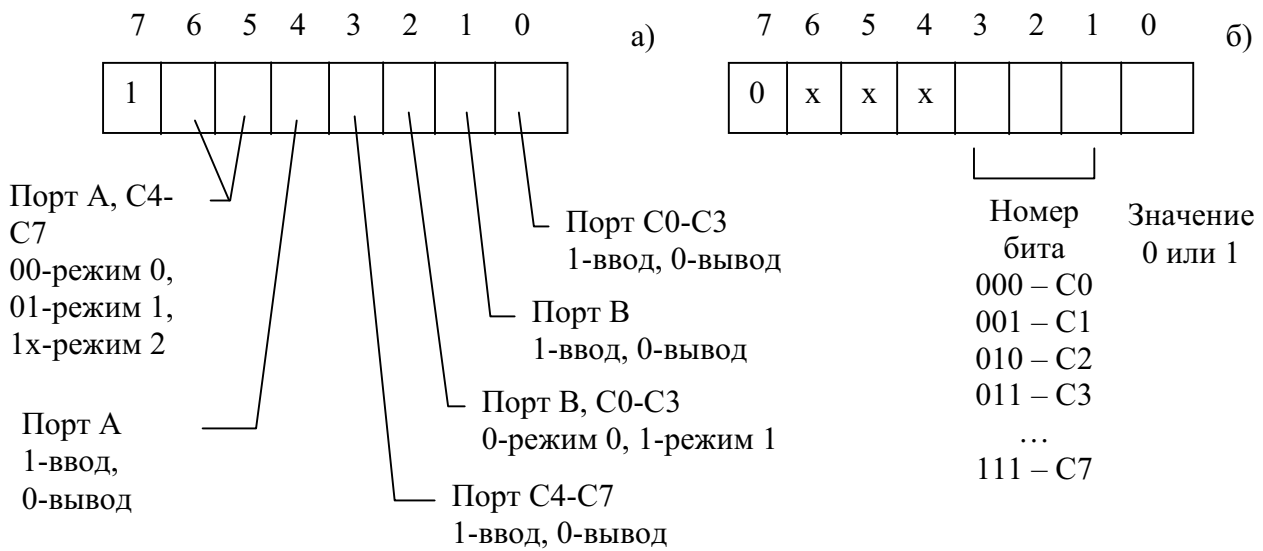 7 6 5 4 3 2 1 0
а)
1
Порт А, С4-
С7
00-режим 0,
01-режим 1,
1х-режим 2
Порт А
1-ввод,
0-вывод
Порт С0-С3
1-ввод, 0-вывод
Порт В
1-ввод, 0-вывод
Порт В, С0-С3
0-режим 0, 1-режим 1
Порт С4-С7
1-ввод, 0-вывод
7 6 5 4 3 2 1 0
б)
0 х х х
Номер
бита
000 – С0
001 – С1
010 – С2
011 – С3
…
111 – С7
Значение
0 или 1